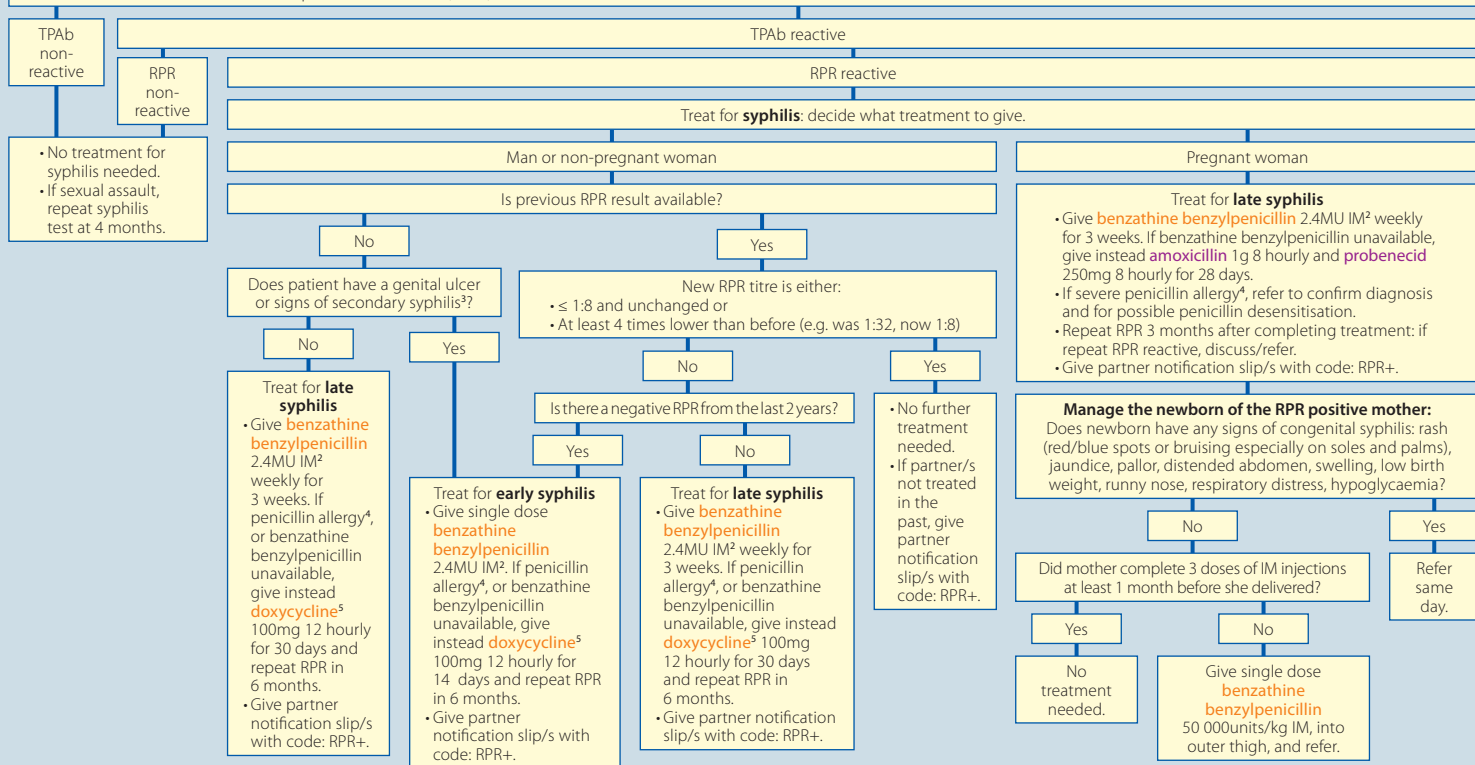 TPAb
non-
reactive
TPAb reactive
RPR
non-
reactive
RPR reactive
Treat for syphilis: decide what treatment to give.
• No treatment for
syphilis needed.
• If sexual assault,
repeat syphilis
test at 4 months.
Man or non-pregnant woman
Is previous RPR result available?
No
Yes
Does patient have a genital ulcer
or signs of secondary syphilis³?
No
Yes
New RPR titre is either:
• ≤ 1:8 and unchanged or
• At least 4 times lower than before (e.g. was 1:32, now 1:8)
No
Yes
Is there a negative RPR from the last 2 years?
Yes
No
Treat for late
syphilis
• Give benzathine
benzylpenicillin
2.4MU IM²
weekly for
3 weeks. If
penicillin allergy⁴,
or benzathine
benzylpenicillin
unavailable,
give instead
doxycycline⁵
100mg 12 hourly
for 30 days and
repeat RPR in
6 months.
• Give partner
notification slip/s
with code: RPR+.
Treat for early syphilis
• Give single dose
benzathine
benzylpenicillin
2.4MU IM². If penicillin
allergy⁴, or benzathine
benzylpenicillin
unavailable, give
instead doxycycline⁵
100mg 12 hourly for
14 days and repeat RPR
in 6 months.
• Give partner
notification slip/s with
code: RPR+.
Treat for late syphilis
• Give benzathine
benzylpenicillin
2.4MU IM² weekly for
3 weeks. If penicillin
allergy⁴, or benzathine
benzylpenicillin
unavailable, give instead
doxycycline⁵ 100mg
12 hourly for 30 days
and repeat RPR in
6 months.
• Give partner notification
slip/s with code: RPR+.
• No further
treatment
needed.
• If partner/s
not treated
in the
past, give
partner
notification
slip/s with
code: RPR+.
Pregnant woman
Treat for late syphilis
• Give benzathine benzylpenicillin 2.4MU IM² weekly
for 3 weeks. If benzathine benzylpenicillin unavailable,
give instead amoxicillin 1g 8 hourly and probenecid
250mg 8 hourly for 28 days.
• If severe penicillin allergy⁴, refer to confirm diagnosis
and for possible penicillin desensitisation.
• Repeat RPR 3 months after completing treatment: if
repeat RPR reactive, discuss/refer.
• Give partner notification slip/s with code: RPR+.
Manage the newborn of the RPR positive mother:
Does newborn have any signs of congenital syphilis: rash
(red/blue spots or bruising especially on soles and palms),
jaundice, pallor, distended abdomen, swelling, low birth
weight, runny nose, respiratory distress, hypoglycaemia?
No
Yes
Did mother complete 3 doses of IM injections
at least 1 month before she delivered?
Refer
same
day.
Yes
No
No
treatment
needed.
Give single dose
benzathine
benzylpenicillin
50 000units/kg IM, into
outer thigh, and refer.